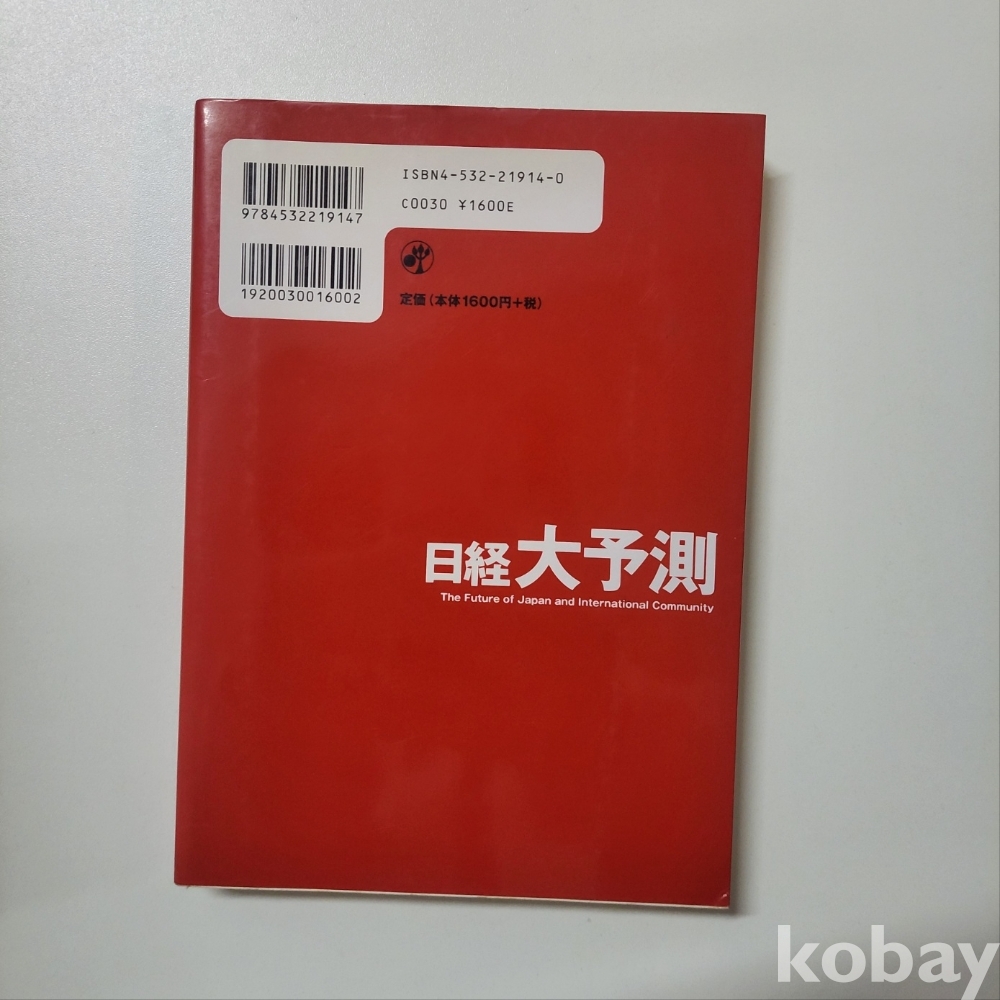 ISBN4-532-21914-0
C0030 ¥1600E
9784532219147
1920030016002
定価(本体1600円+税)
日経大予測
The Future of Japan and International Community
kobay